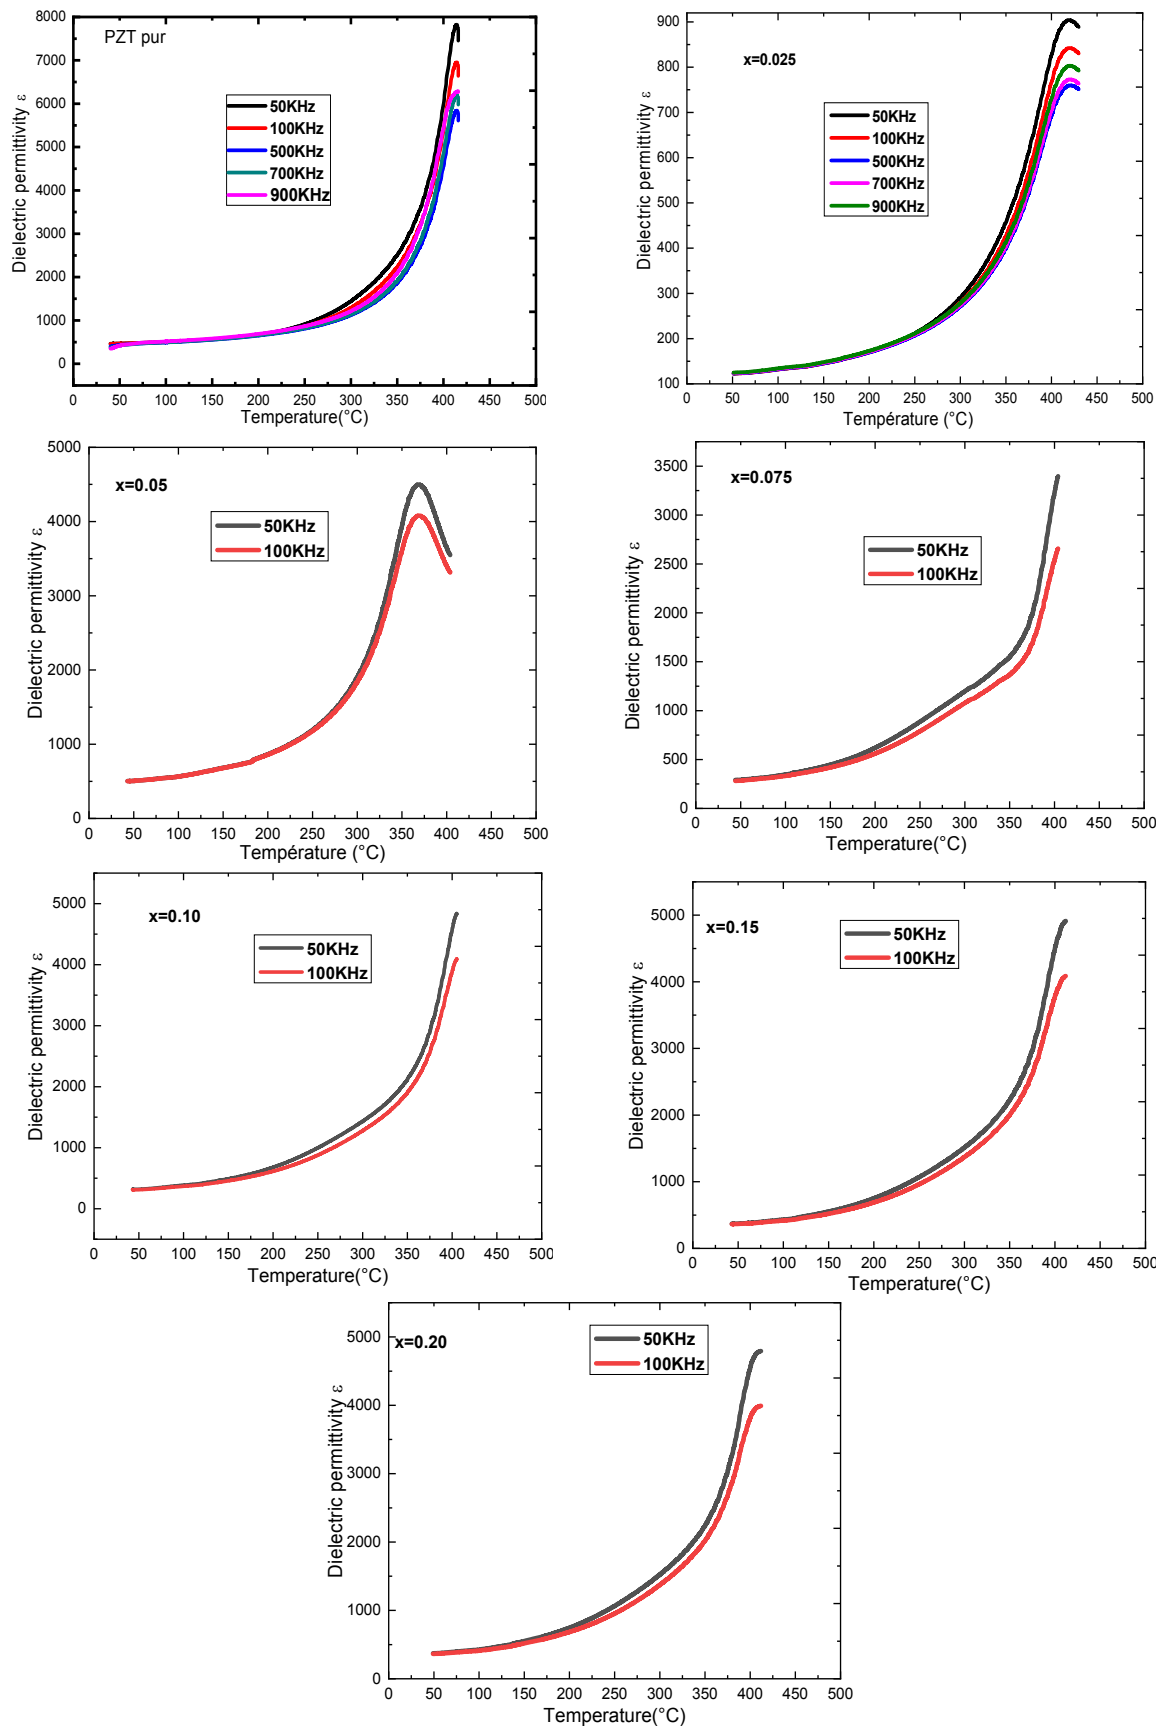 PZT pur
50KHz
100KHz
500KHz
700KHz
900KHz
8000
7000
6000
5000
4000
3000
2000
1000
0
0 50 100 150 200 250 300 350 400 450 500
Dielectric permittivity ε
Temperature(°C)
x=0.025
50KHz
100KHz
500KHz
700KHz
900KHz
900
800
700
600
500
400
300
200
100
0 50 100 150 200 250 300 350 400 450 500
Dielectric permittivity ε
Température(°C)
x=0.05
50KHz
100KHz
5000
4000
3000
2000
1000
0
0 50 100 150 200 250 300 350 400 450 500
Dielectric permittivity ε
Température (°C)
x=0.075
50KHz
100KHz
3500
3000
2500
2000
1500
1000
500
0
0 50 100 150 200 250 300 350 400 450 500
Dielectric permittivity ε
Temperature(°C)
x=0.10
50KHz
100KHz
5000
4000
3000
2000
1000
0
0 50 100 150 200 250 300 350 400 450 500
Dielectric permittivity ε
Temperature(°C)
x=0.15
50KHz
100KHz
5000
4000
3000
2000
1000
0
0 50 100 150 200 250 300 350 400 450 500
Dielectric permittivity ε
Temperature(°C)
x=0.20
50KHz
100KHz
5000
4000
3000
2000
1000
0
0 50 100 150 200 250 300 350 400 450 500
Dielectric permittivity ε
Temperature(°C)